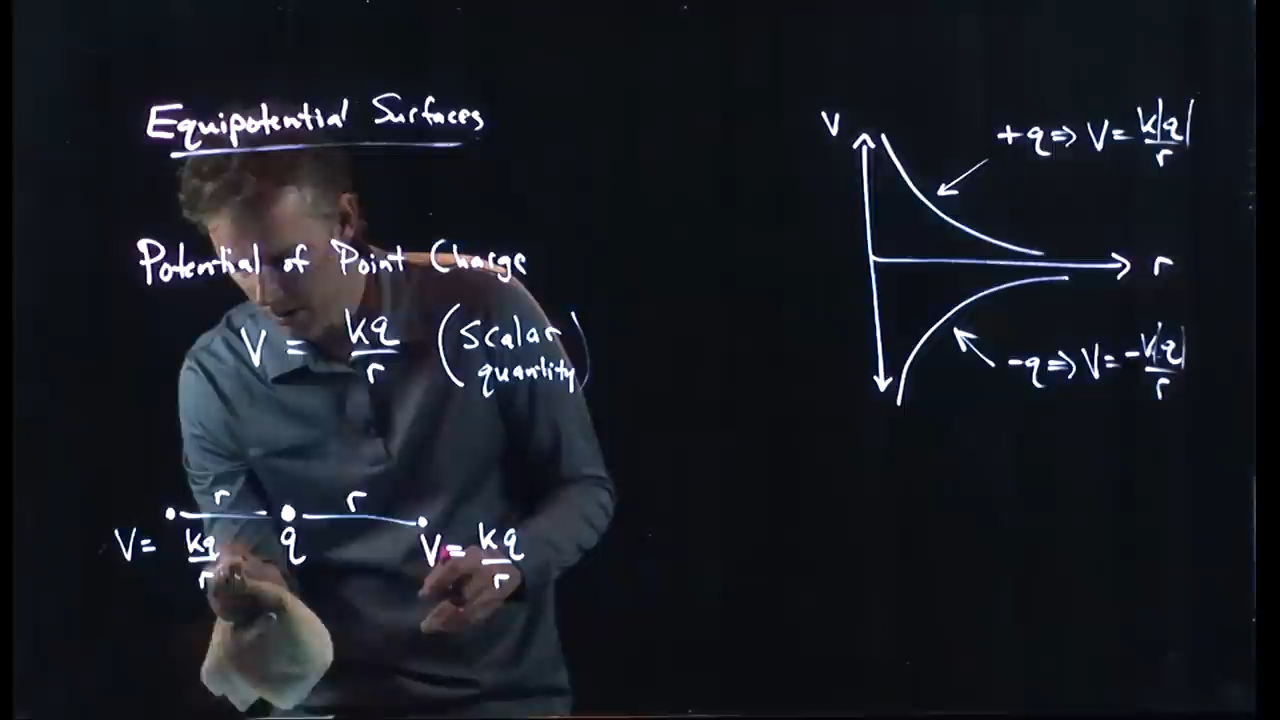 Equipotential Surfaces
Potential of Point Charge
V = kq/r (scalar quantity)
r r
V = kq/r q V = kq/r
V
+q ⇒ V = k|q|/r
r
-q ⇒ V = -k|q|/r